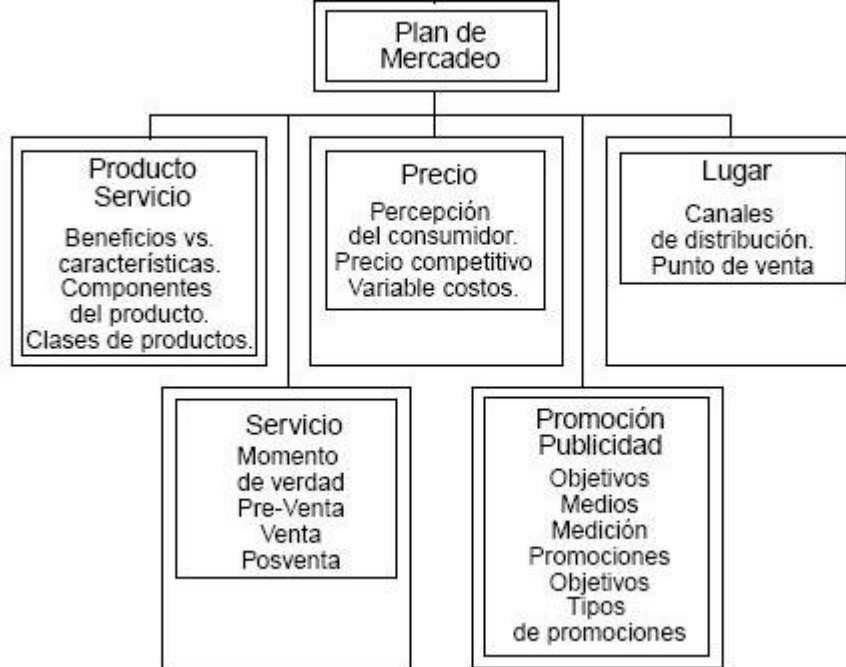 Plan de
Mercadeo
Producto
Servicio
Beneficios vs.
características.
Componentes
del producto.
Clases de productos.
Precio
Percepción
del consumidor.
Precio competitivo
Variable costos.
Lugar
Canales
de distribución.
Punto de venta
Servicio
Momento
de verdad
Pre-Venta
Venta
Posventa
Promoción
Publicidad
Objetivos
Medios
Medición
Promociones
Objetivos
Tipos
de promociones